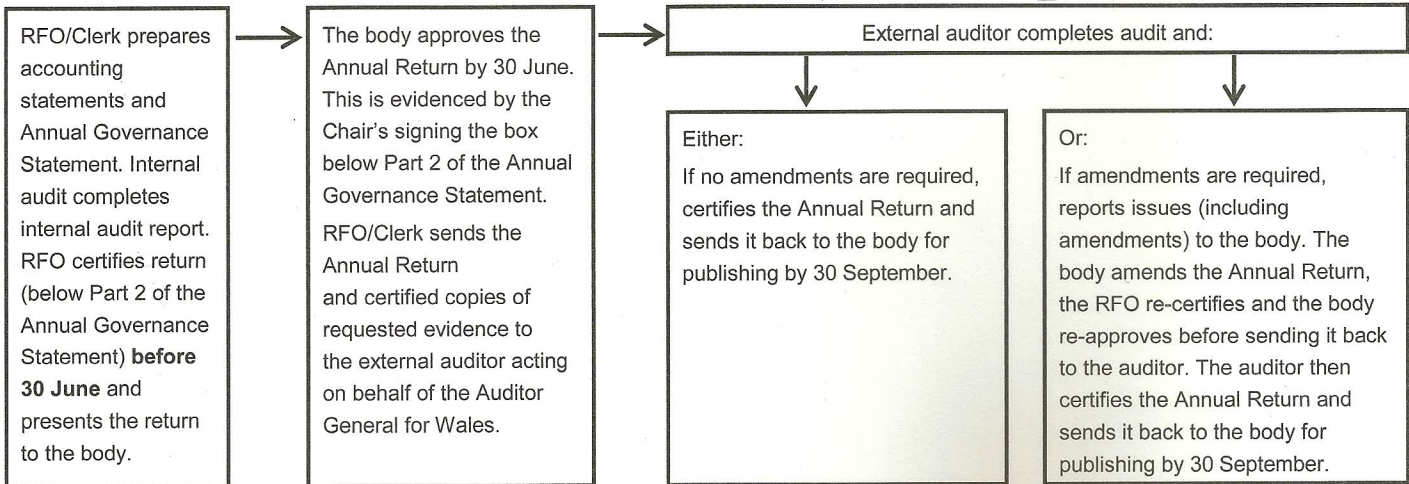 RFO/Clerk prepares
accounting
statements and
Annual Governance
Statement. Internal
audit completes
internal audit report.
RFO certifies return
(below Part 2 of the
Annual Governance
Statement) before
30 June and
presents the return
to the body.
The body approves the
Annual Return by 30 June.
This is evidenced by the
Chair's signing the box
below Part 2 of the Annual
Governance Statement.
RFO/Clerk sends the
Annual Return
and certified copies of
requested evidence to
the external auditor acting
on behalf of the Auditor
General for Wales.
External auditor completes audit and:
Either:
If no amendments are required,
certifies the Annual Return and
sends it back to the body for
publishing by 30 September.
Or:
If amendments are required,
reports issues (including
amendments) to the body. The
body amends the Annual Return,
the RFO re-certifies and the body
re-approves before sending it back
to the auditor. The auditor then
certifies the Annual Return and
sends it back to the body for
publishing by 30 September.